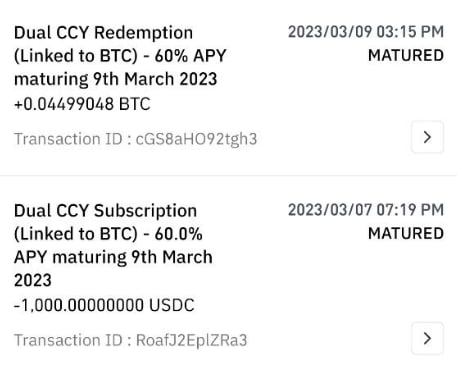 Dual CCY Redemption 2023/03/09 03:15 PM
(Linked to BTC) - 60% APY MATURED
maturing 9th March 2023
+0.04499048 BTC
Transaction ID : cGS8aHO92tgh3
Dual CCY Subscription 2023/03/07 07:19 PM
(Linked to BTC) - 60.0% MATURED
APY maturing 9th March
2023
-1,000.00000000 USDC
Transaction ID : RoafJ2EplZRa3